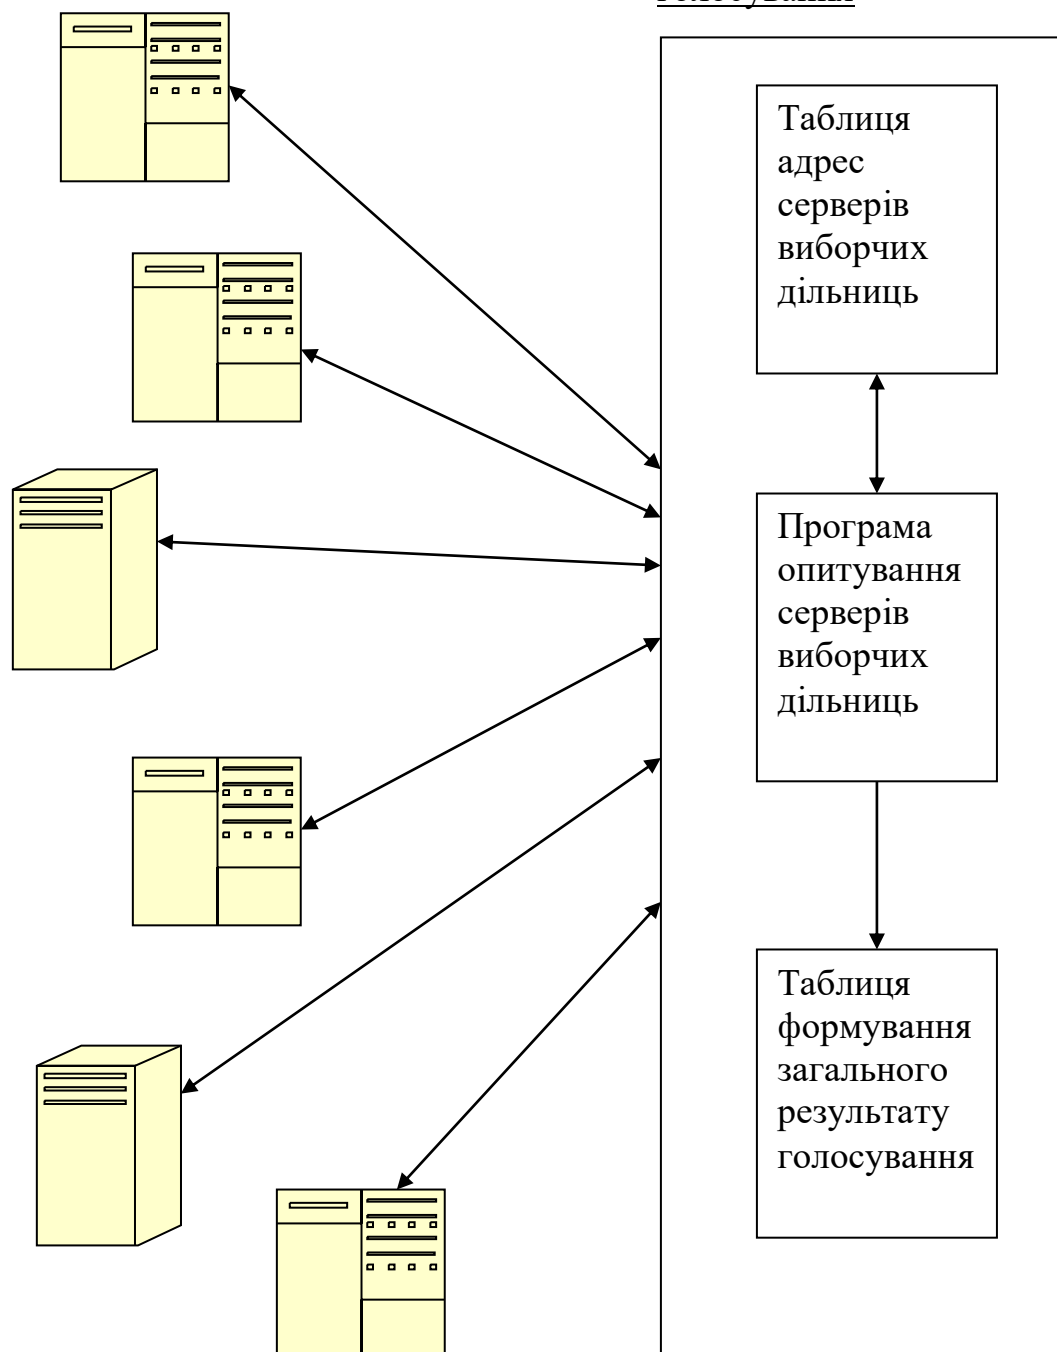 Таблиця
адрес
серверів
виборчих
дільниць
Програма
опитування
серверів
виборчих
дільниць
Таблиця
формування
загального
результату
голосування